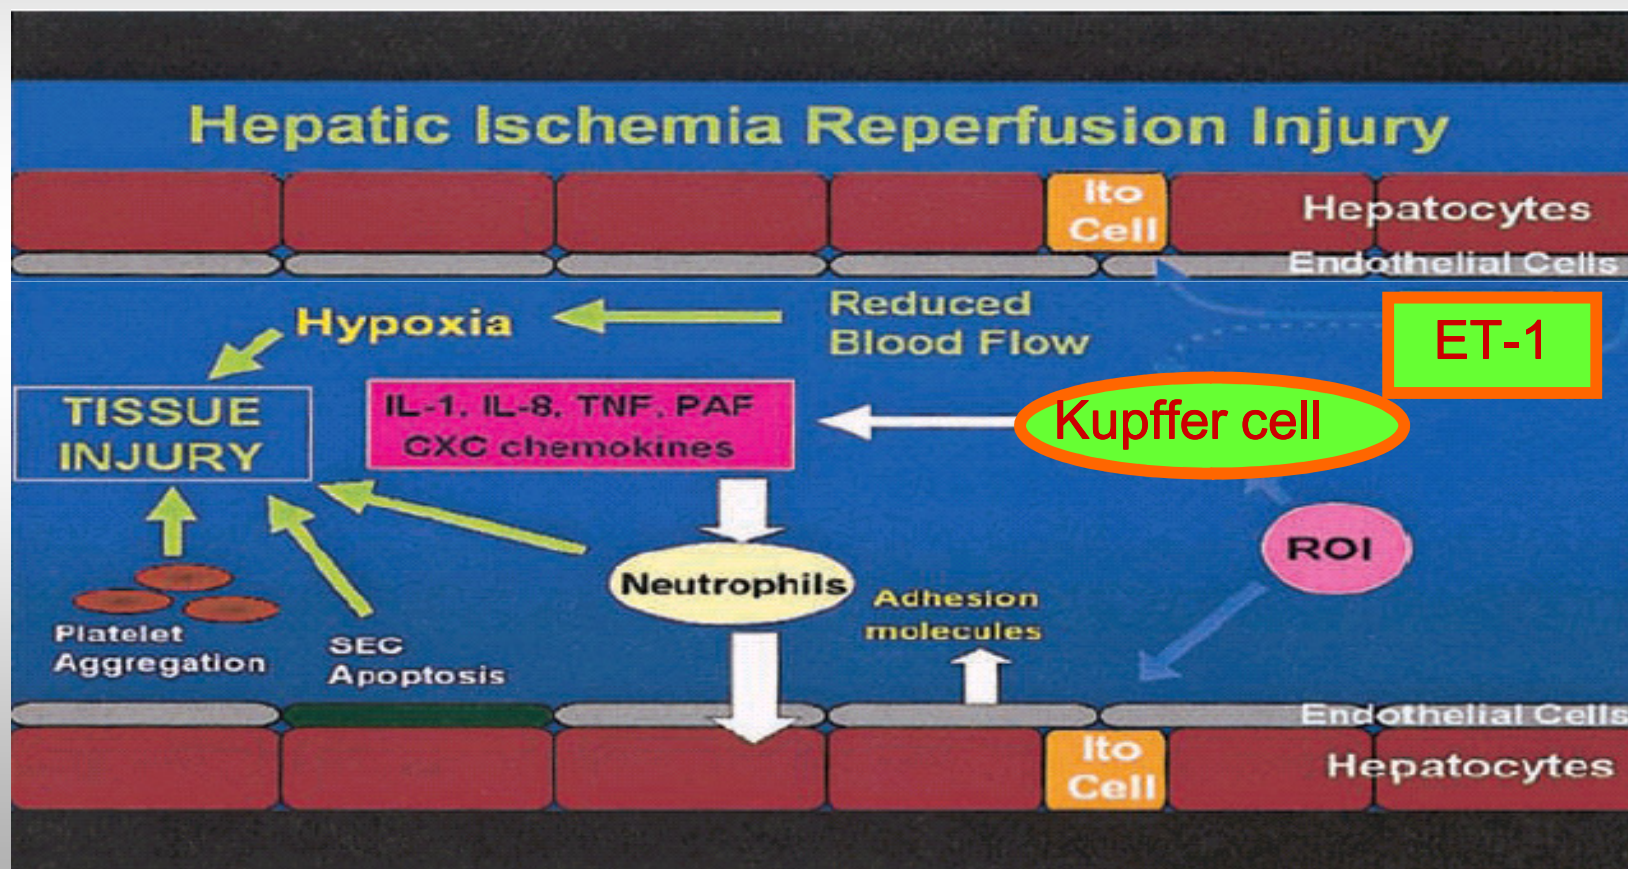 Hepatic Ischemia Reperfusion Injury
Ito
Cell
Hepatocytes
Endothelial Cells
Hypoxia
Reduced
Blood Flow
ET-1
TISSUE
INJURY
IL-1, IL-8, TNF, PAF
CXC chemokines
Kupffer cell
ROI
Neutrophils
Adhesion
molecules
Platelet
Aggregation
SEC
Apoptosis
Endothelial Cells
Ito
Cell
Hepatocytes